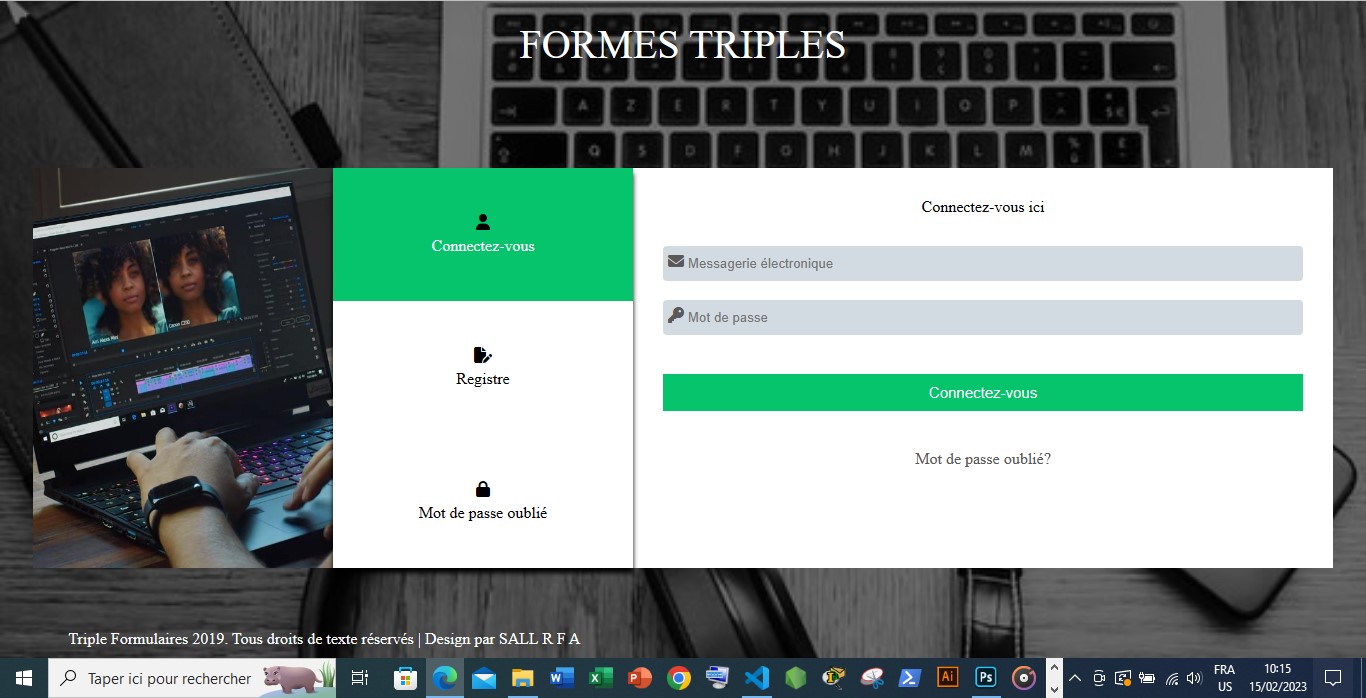 FORMES TRIPLES
Connectez-vous
Registre
Mot de passe oublié
Connectez-vous ici
Messagerie électronique
Mot de passe
Connectez-vous
Mot de passe oublié?
Triple Formulaires 2019. Tous droits de texte réservés | Design par SALL R F A
Taper ici pour rechercher
FRA
US
10:15
15/02/2023